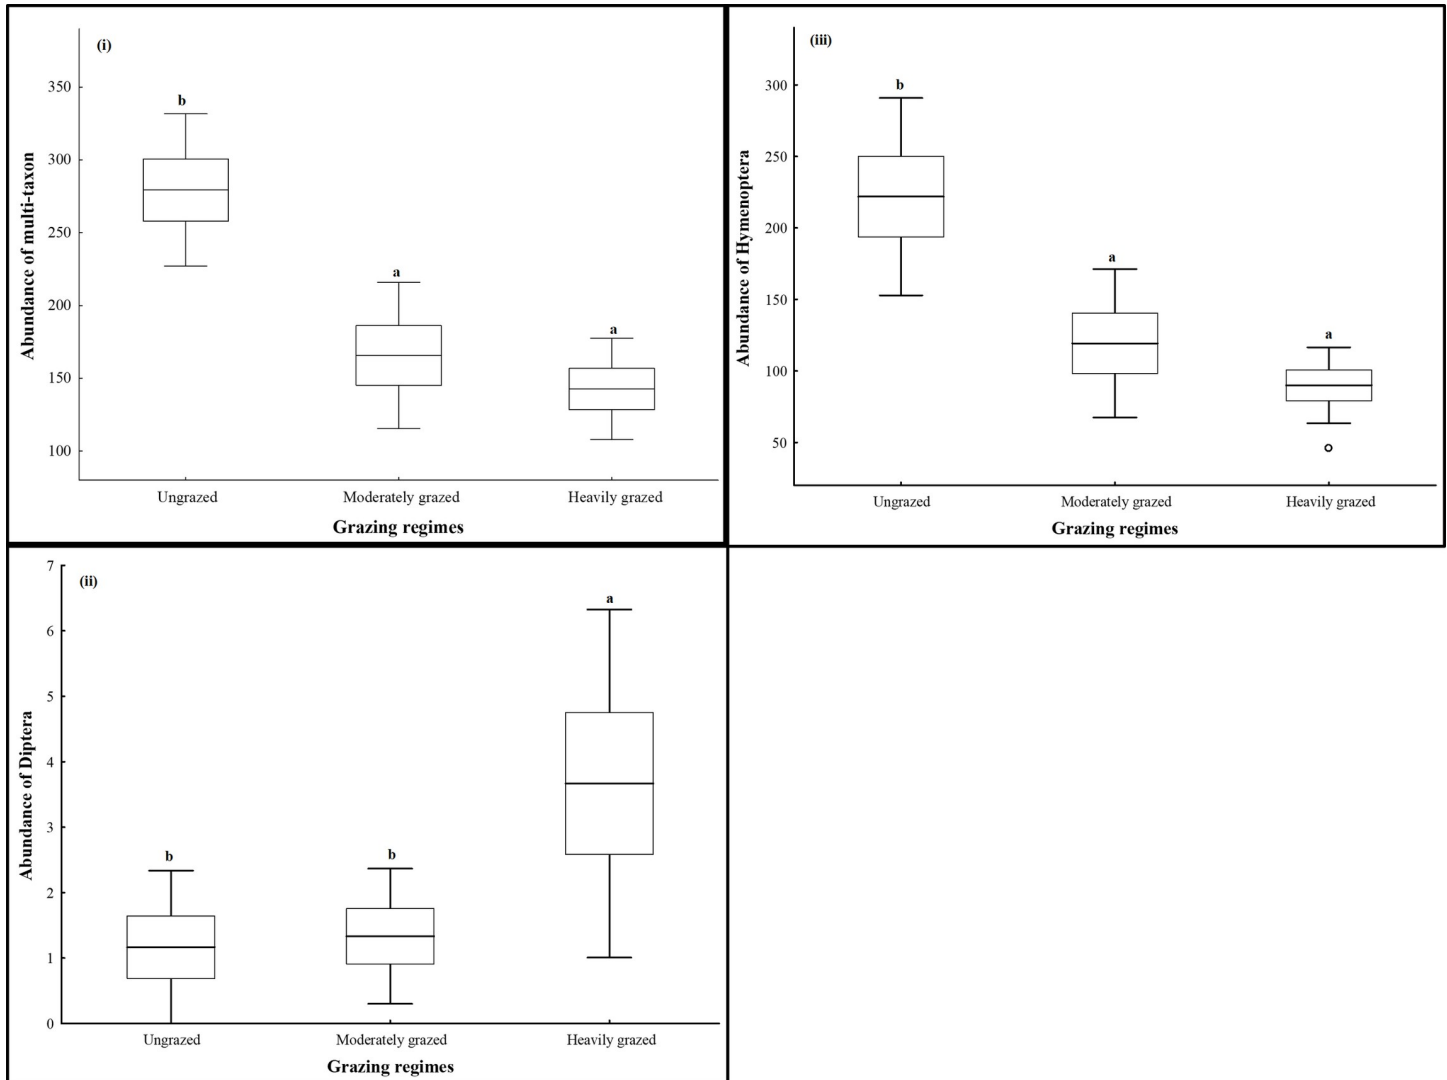 (i)
b
a
a
350
300
250
200
150
100
Abundance of multi-taxon
Ungrazed
Moderately grazed
Heavily grazed
Grazing regimes
(iii)
b
a
a
300
250
200
150
100
50
Abundance of Hymenoptera
Ungrazed
Moderately grazed
Heavily grazed
Grazing regimes
(ii)
b
b
a
7
6
5
4
3
2
1
0
Abundance of Diptera
Ungrazed
Moderately grazed
Heavily grazed
Grazing regimes